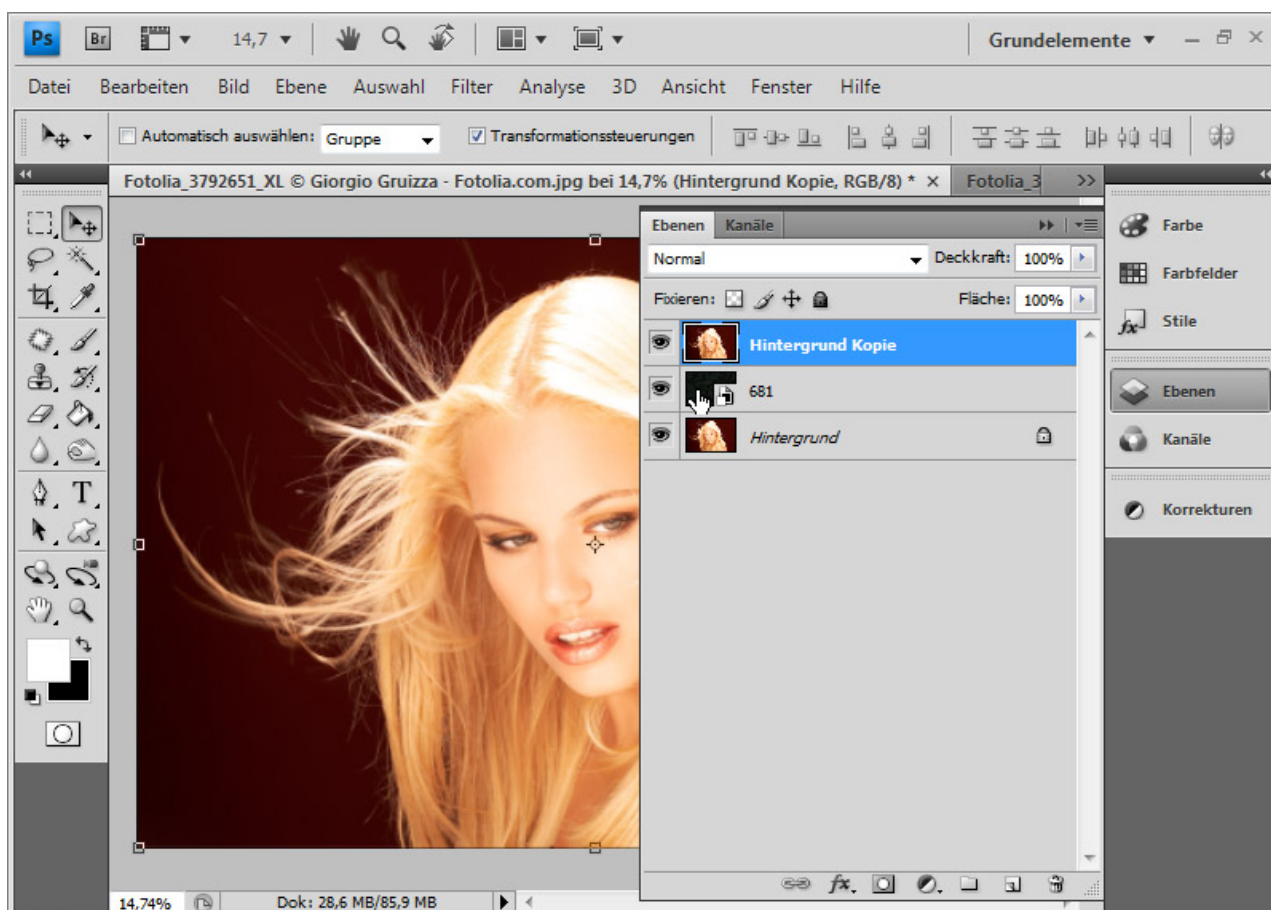 Ps Br 14,7 Grundelemente
Datei Bearbeiten Bild Ebene Auswahl Filter Analyse 3D Ansicht Fenster Hilfe
Automatisch auswählen: Gruppe Transformationssteuerungen
Fotolia_3792651_XL © Giorgio Gruizza - Fotolia.com.jpg bei 14,7% (Hintergrund Kopie, RGB/8) * × Fotolia_3
Ebenen Kanäle
Normal Deckkraft: 100%
Fixieren: Fläche: 100%
Hintergrund Kopie
681
Hintergrund
Farbe
Farbfelder
Stile
Ebenen
Kanäle
Korrekturen
T
fx.
14,74% Dok: 28,6 MB/85,9 MB